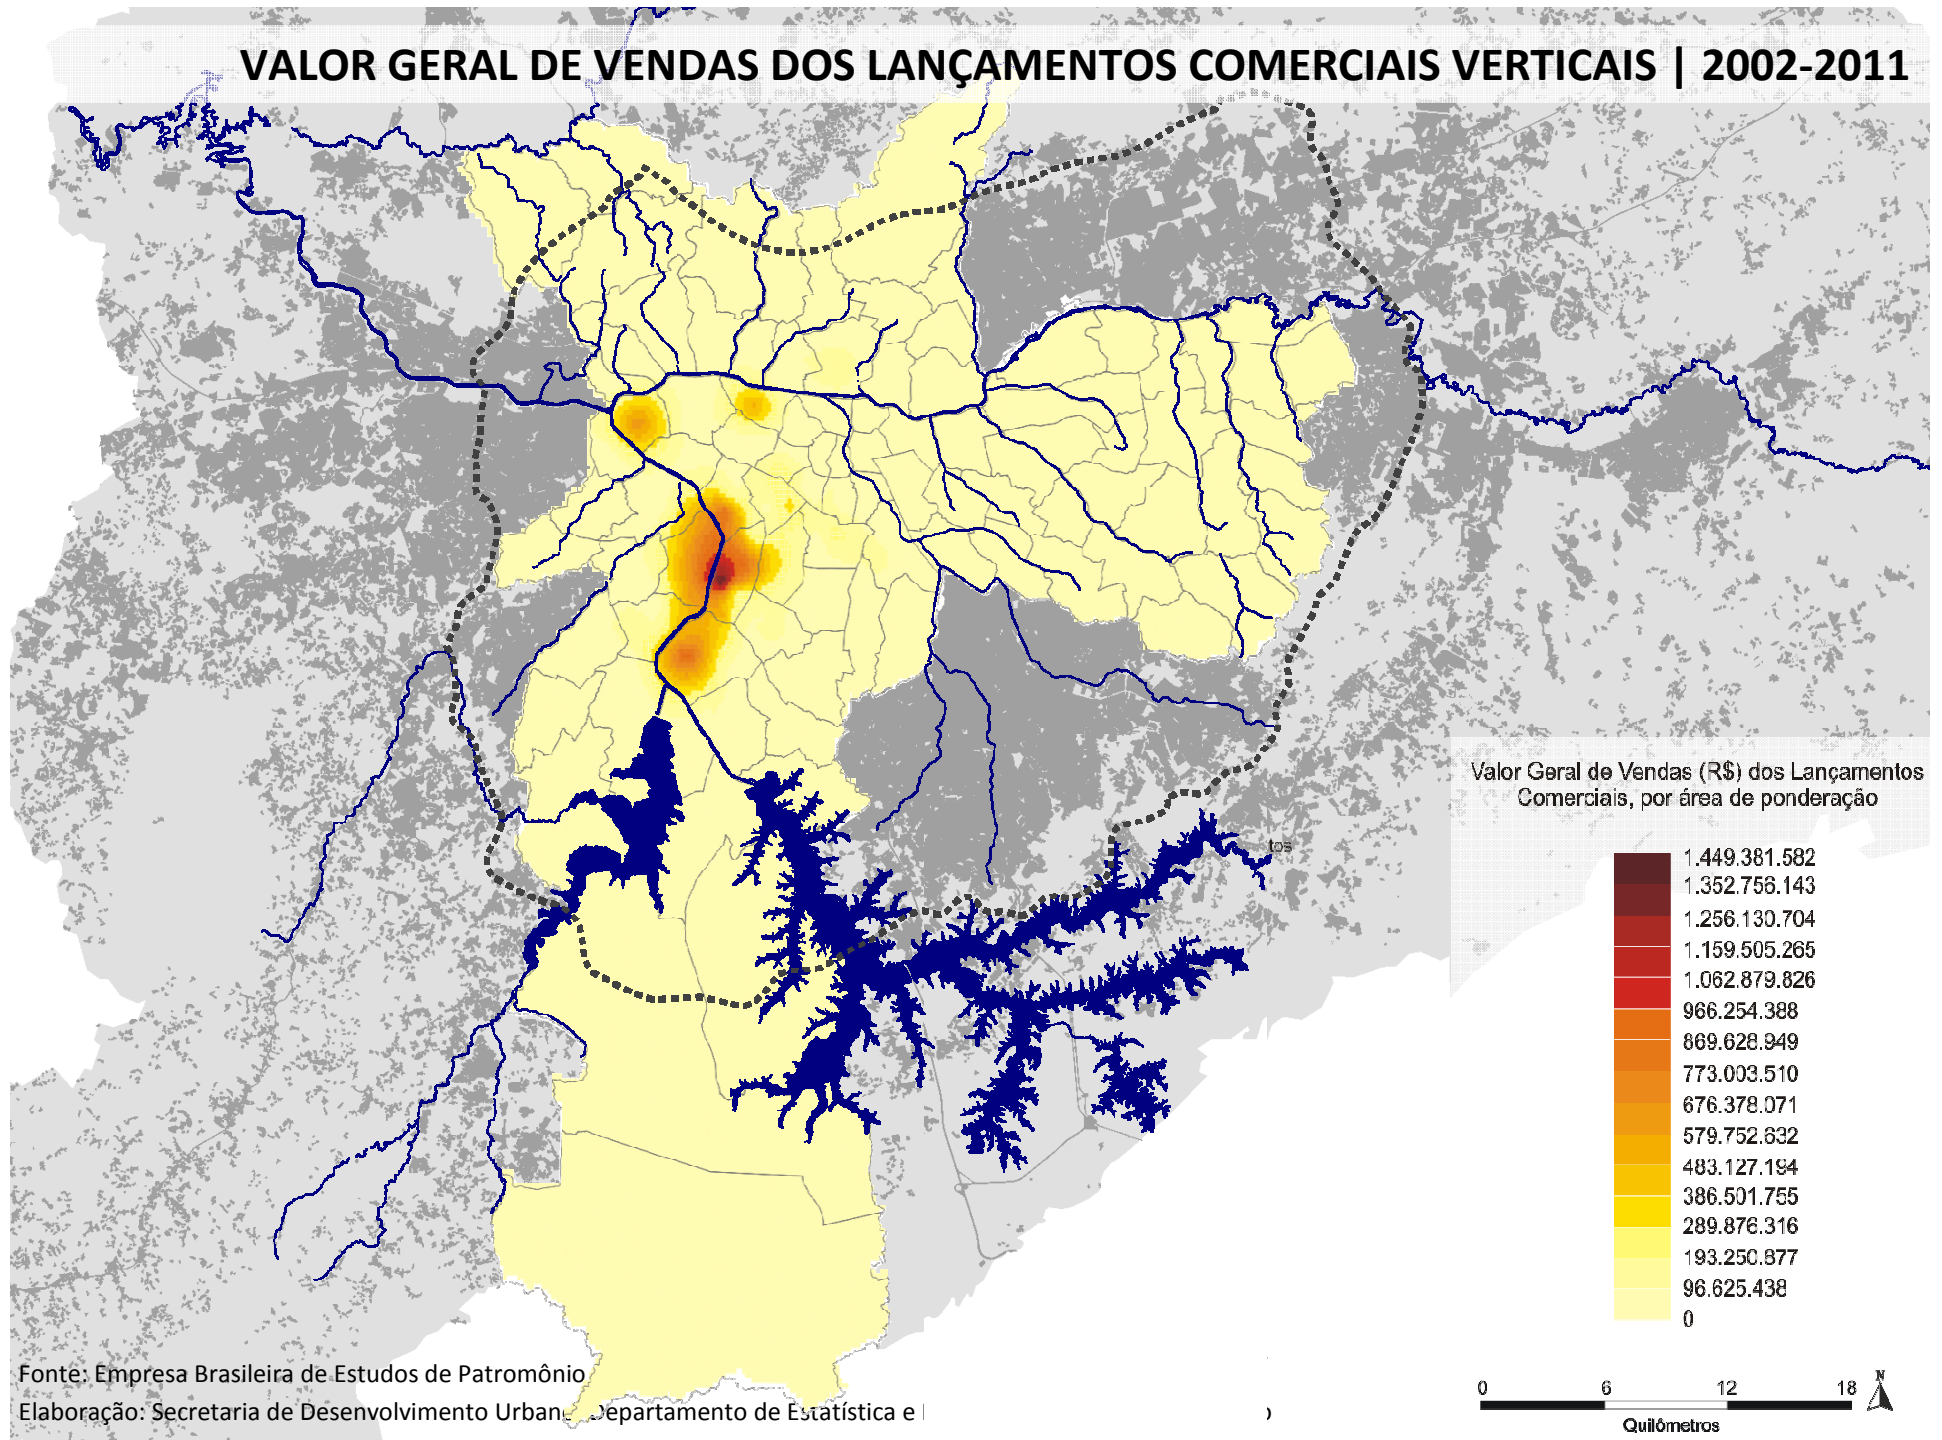 VALOR GERAL DE VENDAS DOS LANÇAMENTOS COMERCIAIS VERTICAIS | 2002-2011
tos
Valor Geral de Vendas (R$) dos Lançamentos
Comerciais, por área de ponderação
1.449.381.582
1.352.756.143
1.256.130.704
1.159.505.265
1.062.879.826
966.254.388
869.628.949
773.003.510
676.378.071
579.752.632
483.127.194
386.501.755
289.876.316
193.250.877
96.625.438
0
Fonte: Empresa Brasileira de Estudos de Patromônio
Elaboração: Secretaria de Desenvolvimento Urbano Departamento de Estatística e
0 6 12 18
N
Quilômetros